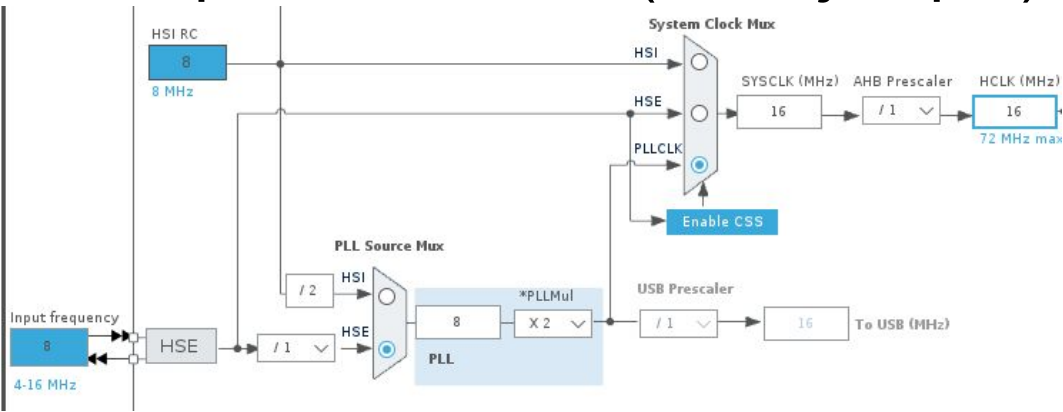 System Clock Mux
HSI RC
8
8 MHz
HSI
HSE
PLLCLK
SYSCLK (MHz)
16
AHB Prescaler
/ 1
HCLK (MHz)
16
72 MHz max
Enable CSS
PLL Source Mux
HSI
/ 2
HSE
/ 1
Input frequency
8
4-16 MHz
HSE
8
*PLLMul
X 2
PLL
USB Prescaler
/ 1
16
To USB (MHz)